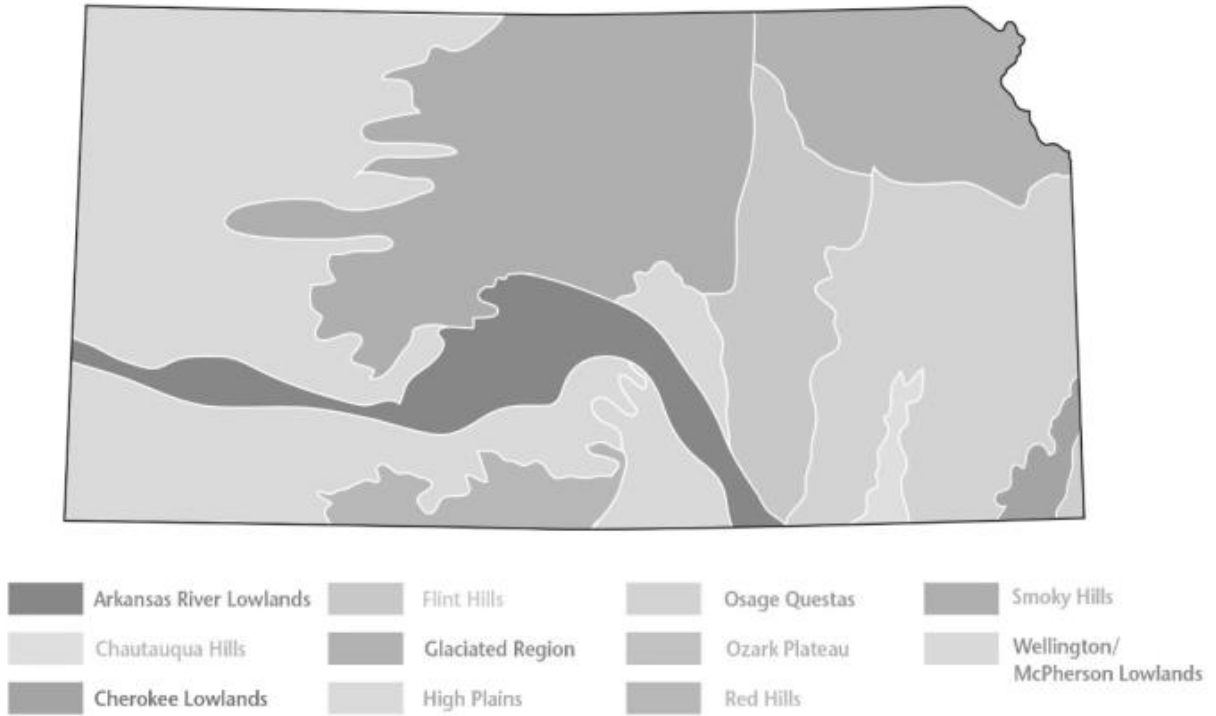 Arkansas River Lowlands
Chautauqua Hills
Cherokee Lowlands
Flint Hills
Glaciated Region
High Plains
Osage Questas
Ozark Plateau
Red Hills
Smoky Hills
Wellington/
McPherson Lowlands